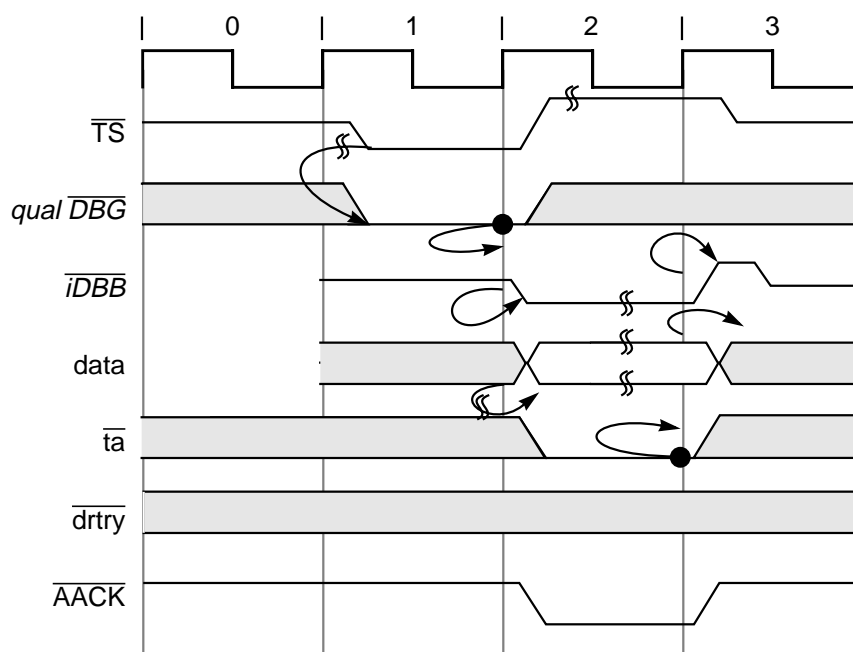 | 0 | 1 | 2 | 3
TS
qual DBG
iDBB
data
ta
drtry
AACK